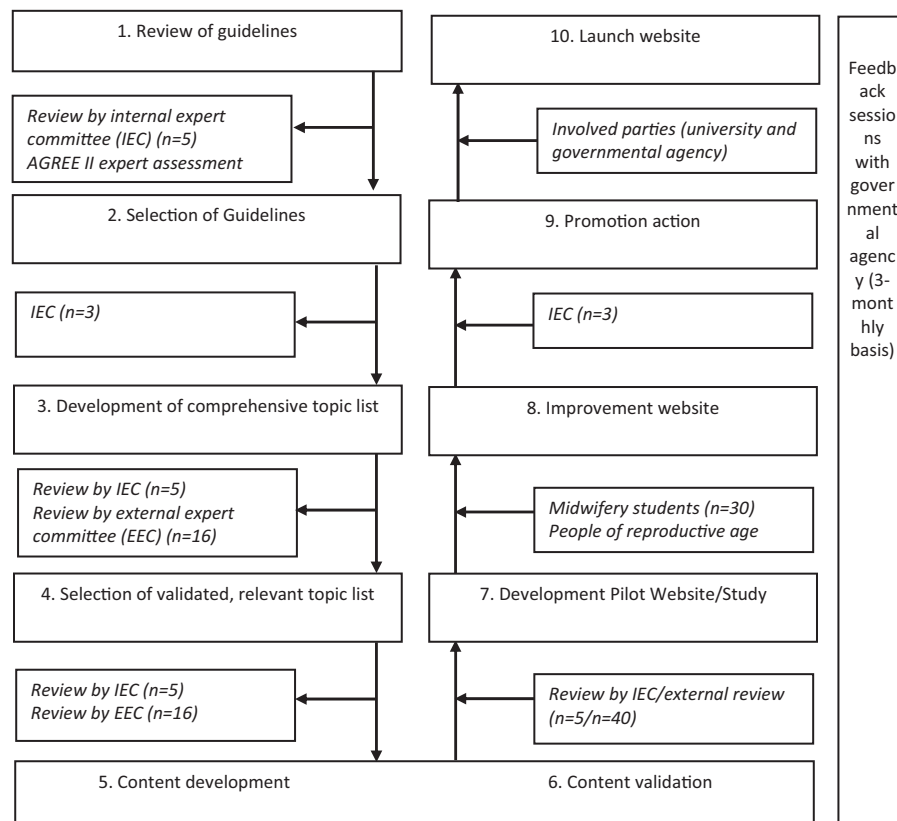 1. Review of guidelines
Review by internal expert
committee (IEC) (n=5)
AGREE II expert assessment
2. Selection of Guidelines
IEC (n=3)
3. Development of comprehensive topic list
Review by IEC (n=5)
Review by external expert
committee (EEC) (n=16)
4. Selection of validated, relevant topic list
Review by IEC (n=5)
Review by EEC (n=16)
5. Content development
6. Content validation
Review by IEC/external review
(n=5/n=40)
7. Development Pilot Website/Study
Midwifery students (n=30)
People of reproductive age
8. Improvement website
IEC (n=3)
9. Promotion action
Involved parties (university and
governmental agency)
10. Launch website
Feedb
ack
sessio
ns
with
gover
nment
al
agenc
y (3-
mont
hly
basis)